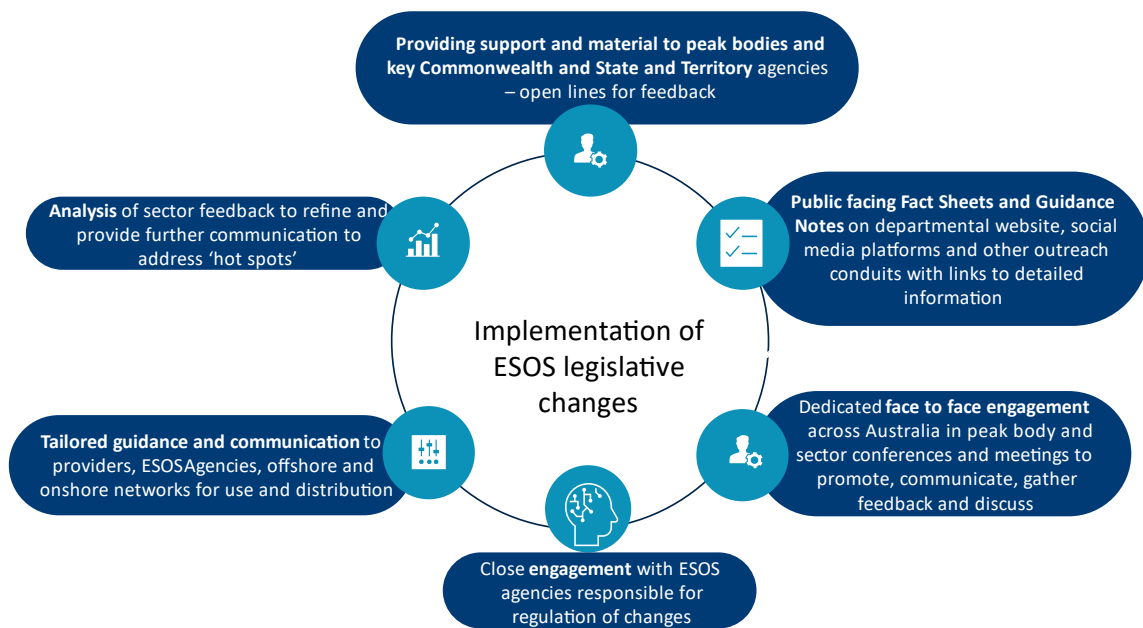 Providing support and material to peak bodies and
key Commonwealth and State and Territory agencies
– open lines for feedback
Public facing Fact Sheets and Guidance
Notes on departmental website, social
media platforms and other outreach
conduits with links to detailed
information
Dedicated face to face engagement
across Australia in peak body and
sector conferences and meetings to
promote, communicate, gather
feedback and discuss
Close engagement with ESOS
agencies responsible for
regulation of changes
Tailored guidance and communication to
providers, ESOSAgencies, offshore and
onshore networks for use and distribution
Analysis of sector feedback to refine and
provide further communication to
address ‘hot spots’
Implementation of
ESOS legislative
changes